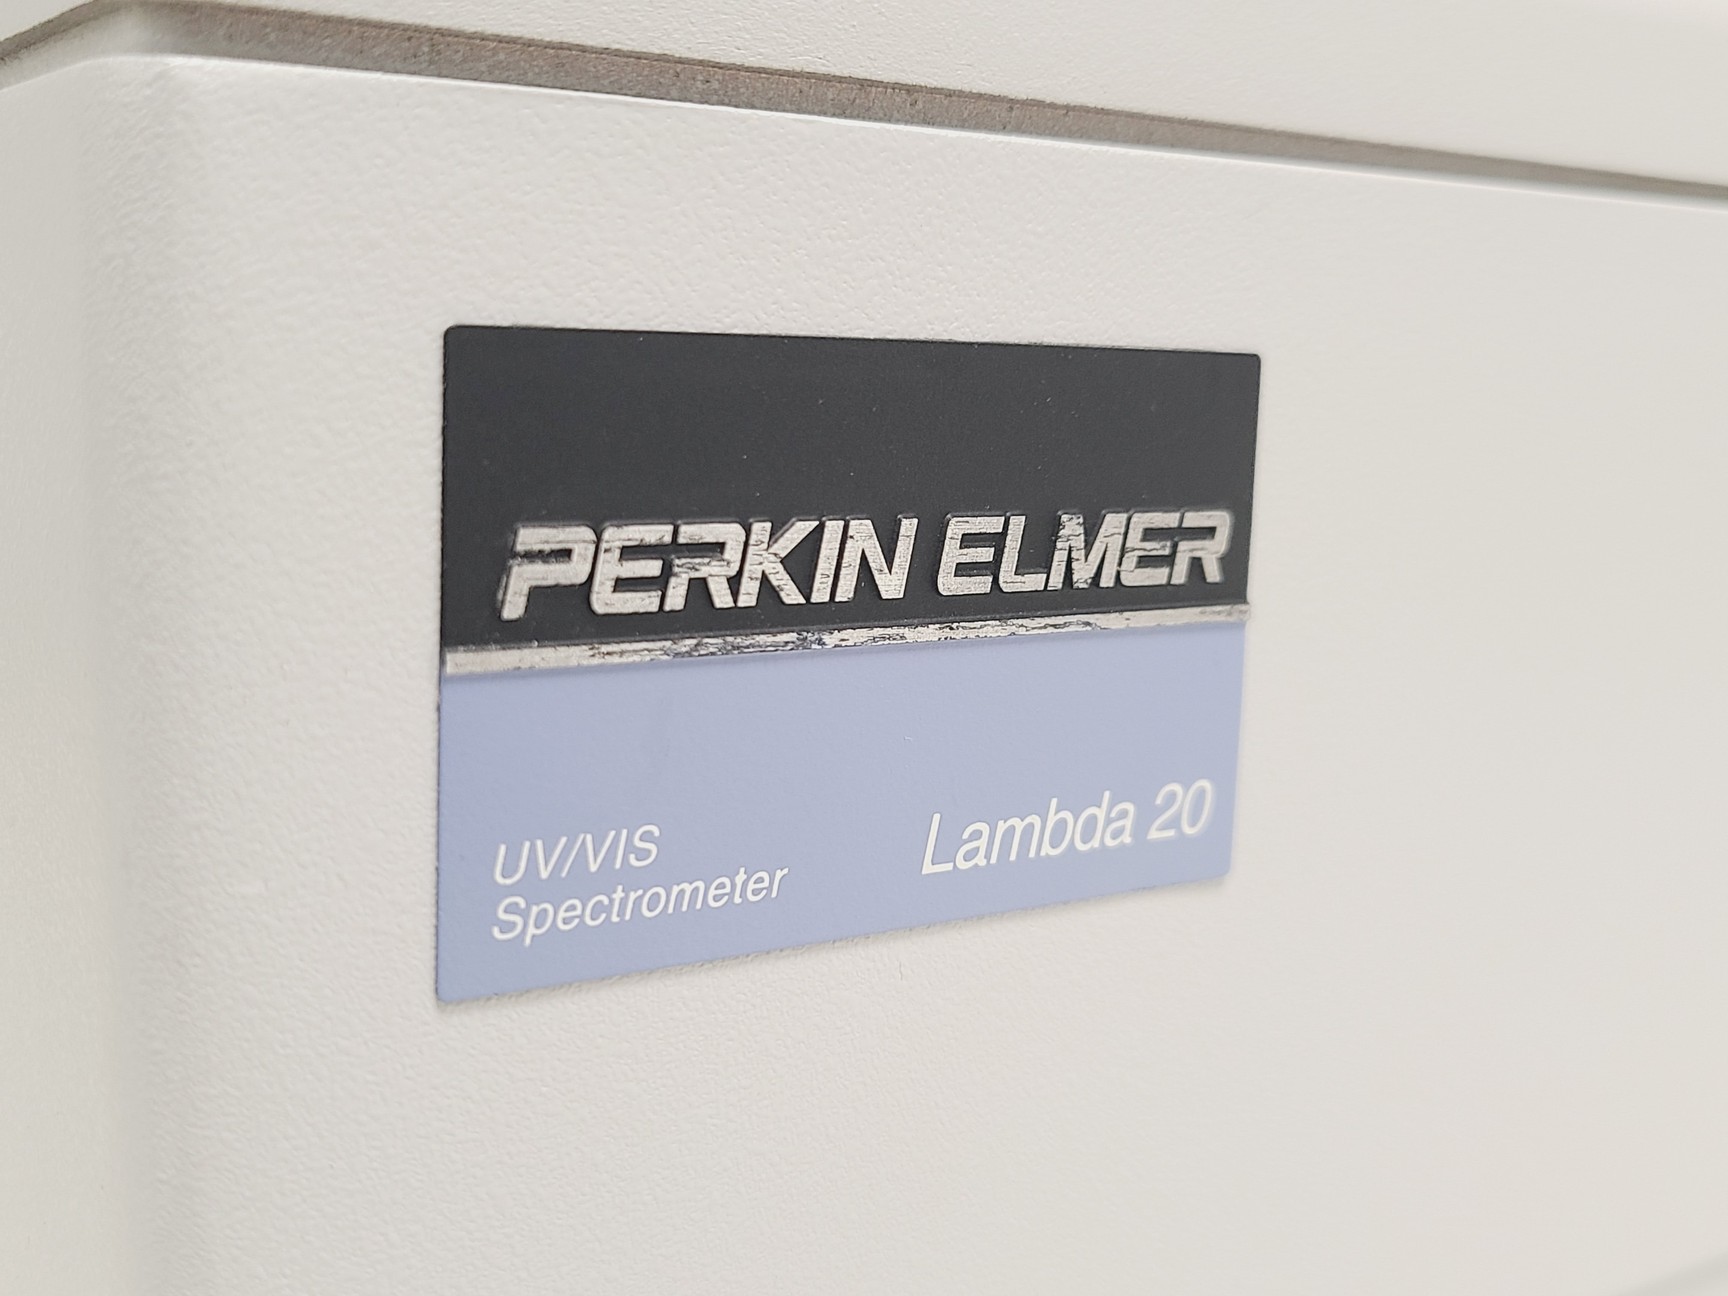 PERKIN ELMER
UV/VIS
Spectrometer
Lambda 20